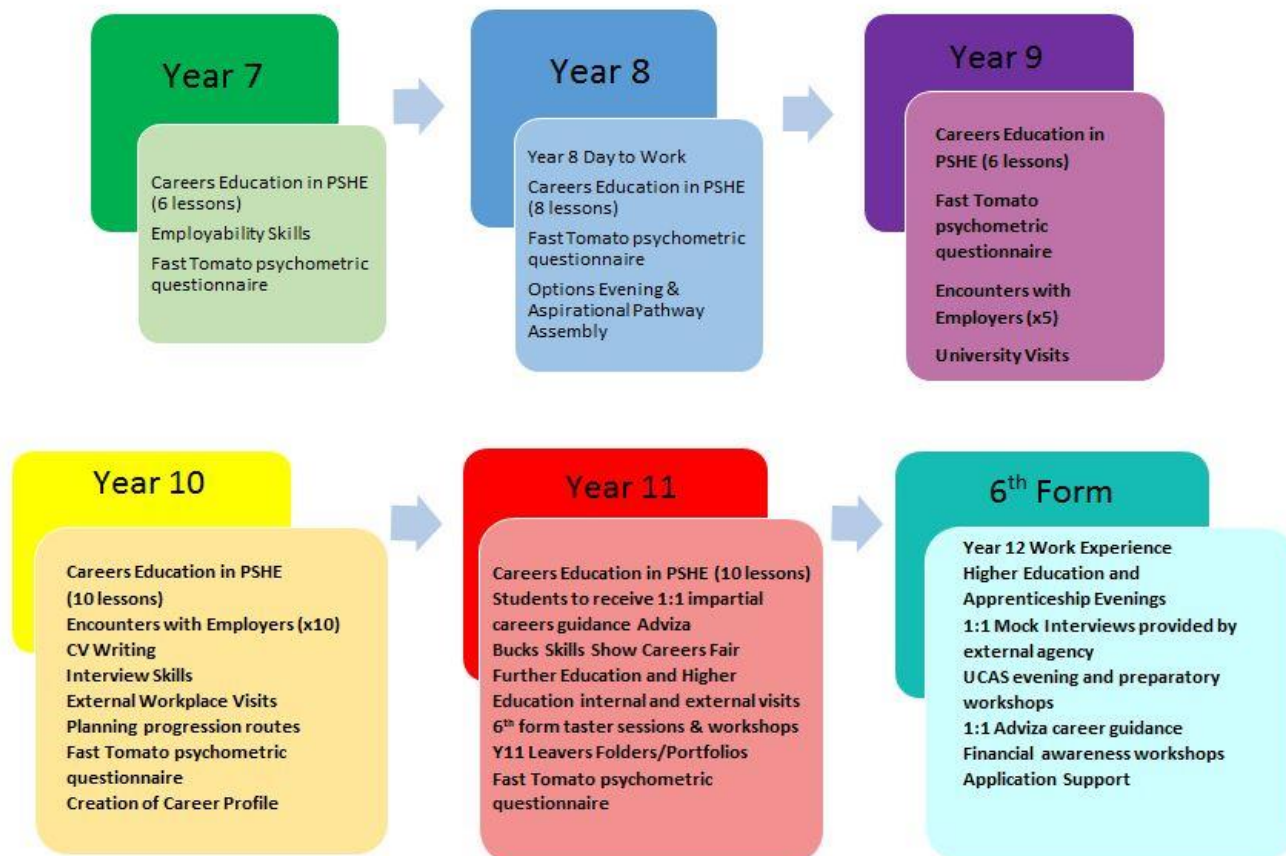 Year 7
Careers Education in PSHE
(6 lessons)
Employability Skills
Fast Tomato psychometric
questionnaire
Year 8
Year 8 Day to Work
Careers Education in PSHE
(8 lessons)
Fast Tomato psychometric
questionnaire
Options Evening &
Aspirational Pathway
Assembly
Year 9
Careers Education in
PSHE (6 lessons)
Fast Tomato
psychometric
questionnaire
Encounters with
Employers (x5)
University Visits
Year 10
Careers Education in PSHE
(10 lessons)
Encounters with Employers (x10)
CV Writing
Interview Skills
External Workplace Visits
Planning progression routes
Fast Tomato psychometric
questionnaire
Creation of Career Profile
Year 11
Careers Education in PSHE (10 lessons)
Students to receive 1:1 impartial
careers guidance Adviza
Bucks Skills Show Careers Fair
Further Education and Higher
Education internal and external visits
6th form taster sessions & workshops
Y11 Leavers Folders/Portfolios
Fast Tomato psychometric
questionnaire
6th Form
Year 12 Work Experience
Higher Education and
Apprenticeship Evenings
1:1 Mock Interviews provided by
external agency
UCAS evening and preparatory
workshops
1:1 Adviza career guidance
Financial awareness workshops
Application Support